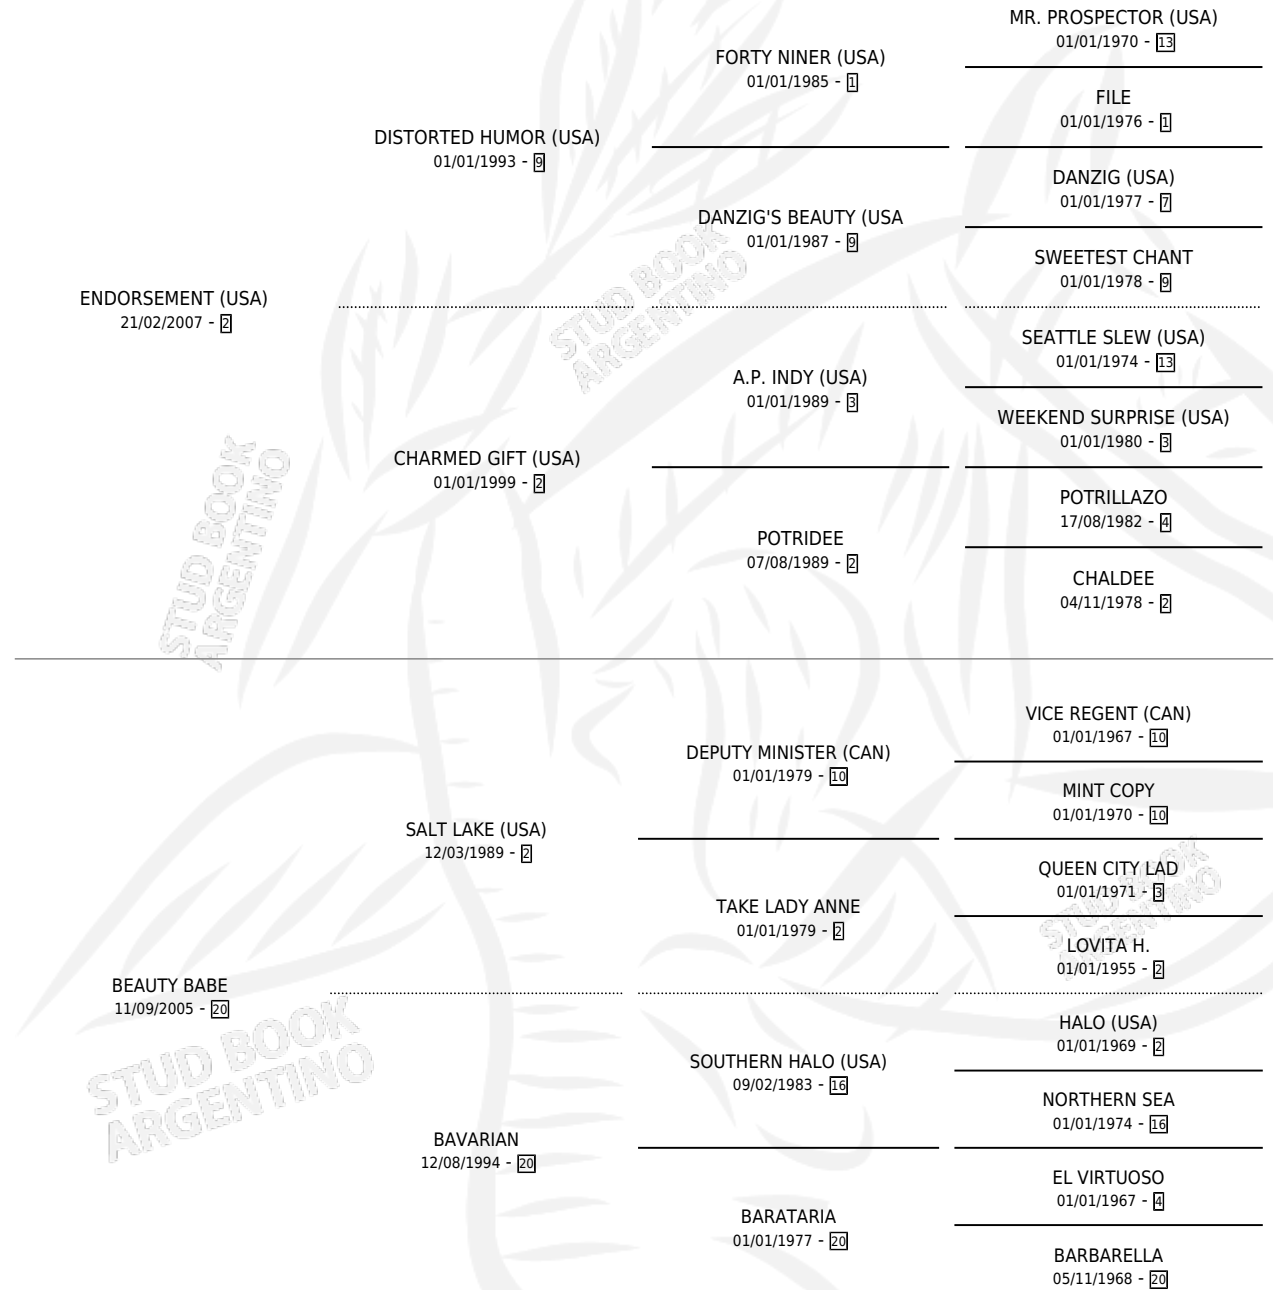 MR. PROSPECTOR (USA)
01/01/1970 - 13
FORTY NINER (USA)
01/01/1985 - 1
FILE
01/01/1976 - 1
DISTORTED HUMOR (USA)
01/01/1993 - 9
DANZIG (USA)
01/01/1977 - 7
DANZIG'S BEAUTY (USA
01/01/1987 - 9
SWEETEST CHANT
01/01/1978 - 9
ENDORSEMENT (USA)
21/02/2007 - 2
SEATTLE SLEW (USA)
01/01/1974 - 13
A.P. INDY (USA)
01/01/1989 - 3
WEEKEND SURPRISE (USA)
01/01/1980 - 3
CHARMED GIFT (USA)
01/01/1999 - 2
POTRILLAZO
17/08/1982 - 4
POTRIDEE
07/08/1989 - 2
CHALDEE
04/11/1978 - 2
STUD BOOK
ARGENTINO
STUD BOOK
ARGENTINO
VICE REGENT (CAN)
01/01/1967 - 10
DEPUTY MINISTER (CAN)
01/01/1979 - 10
MINT COPY
01/01/1970 - 10
SALT LAKE (USA)
12/03/1989 - 2
QUEEN CITY LAD
01/01/1971 - 3
TAKE LADY ANNE
01/01/1979 - 2
LOVITA H.
01/01/1955 - 2
BEAUTY BABE
11/09/2005 - 20
HALO (USA)
01/01/1969 - 2
SOUTHERN HALO (USA)
09/02/1983 - 16
NORTHERN SEA
01/01/1974 - 16
BAVARIAN
12/08/1994 - 20
EL VIRTUOSO
01/01/1967 - 4
BARATARIA
01/01/1977 - 20
BARBARELLA
05/11/1968 - 20
STUD BOOK
ARGENTINO
STUD BOOK
ARGENTINO